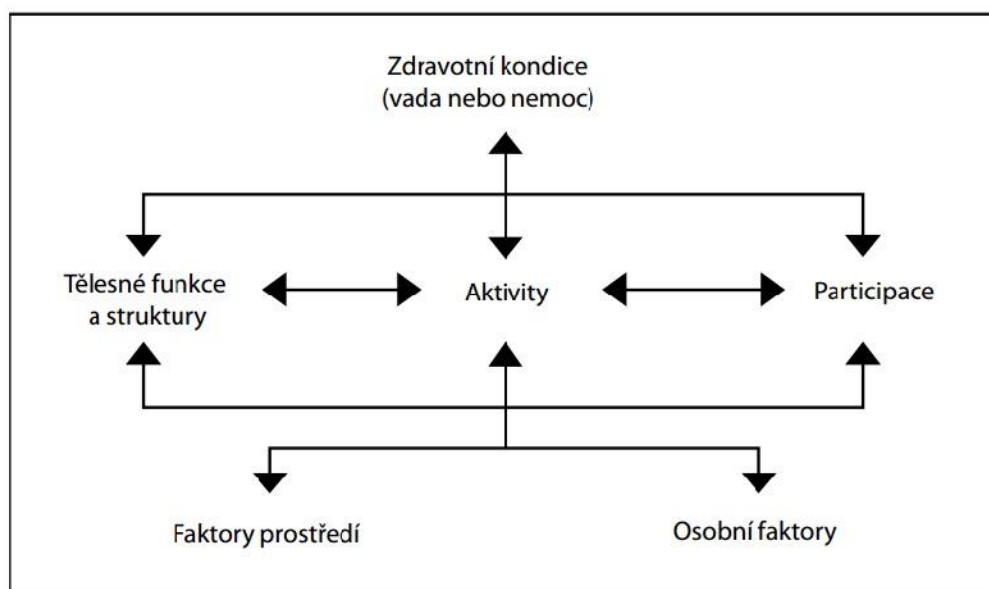 Zdravotní kondice
(vada nebo nemoc)
Tělesné funkce
a struktury
Aktivity
Participace
Faktory prostředí
Osobní faktory